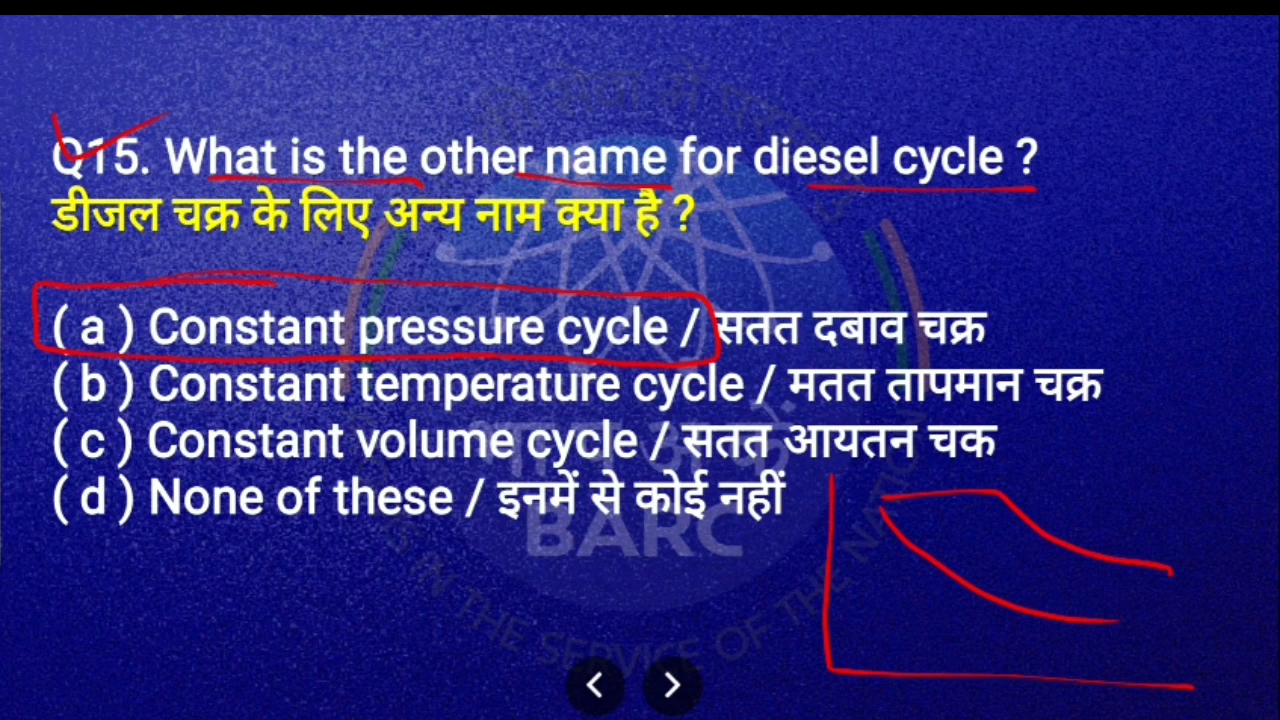 Q15. What is the other name for diesel cycle ?
डीजल चक्र के लिए अन्य नाम क्या है ?
( a ) Constant pressure cycle / सतत दबाव चक्र
( b ) Constant temperature cycle / मतत तापमान चक्र
( c ) Constant volume cycle / सतत आयतन चक
( d ) None of these / इनमें से कोई नहीं
BARC
IN THE SERVICE OF THE NATION